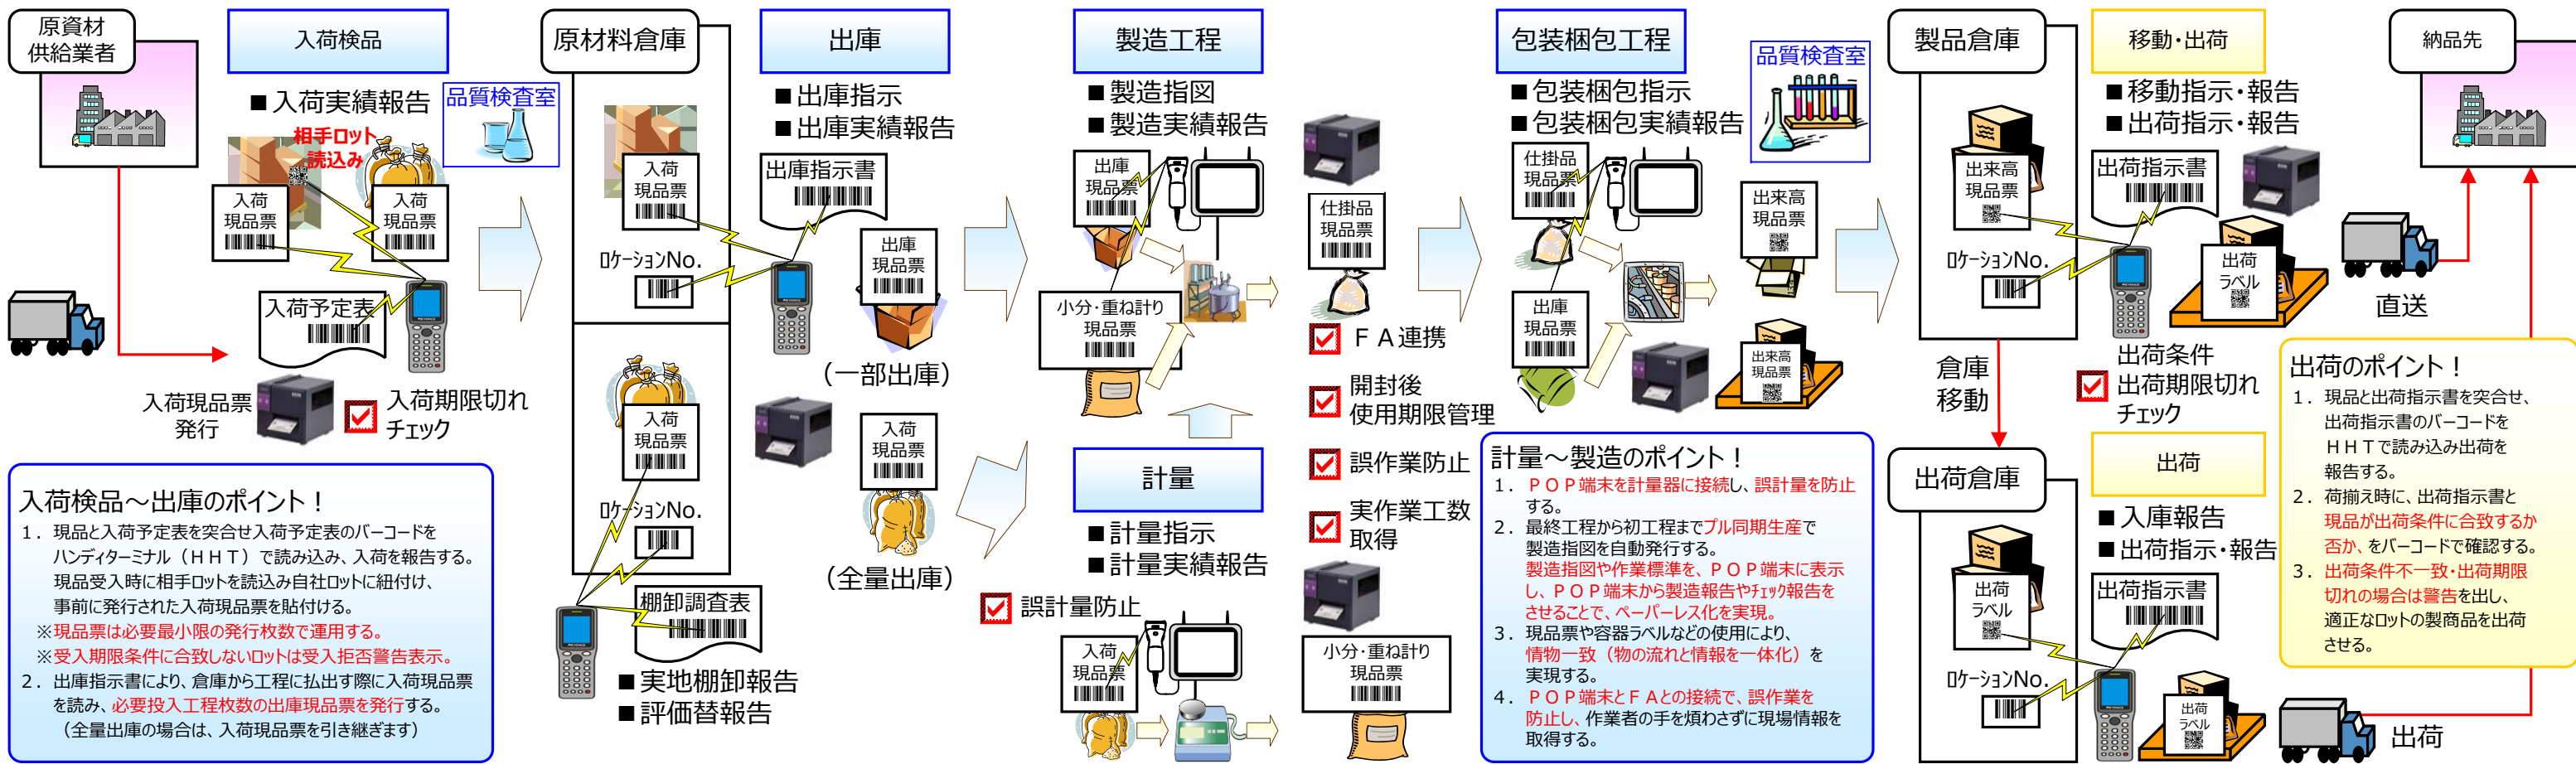 原資材
供給業者
入荷検品
■入荷実績報告
品質検査室
相手ロット
読込み
入荷
現品票
入荷
現品票
入荷予定表
入荷現品票
発行
入荷期限切れ
チェック
入荷検品～出庫のポイント！
1．現品と入荷予定表を突合せ入荷予定表のバーコードを
ハンディターミナル（ＨＨＴ）で読み込み、入荷を報告する。
現品受入時に相手ロットを読込み自社ロットに紐付け、
事前に発行された入荷現品票を貼付ける。
※現品票は必要最小限の発行枚数で運用する。
※受入期限条件に合致しないロットは受入拒否警告表示。
2．出庫指示書により、倉庫から工程に払出す際に入荷現品票
を読み、必要投入工程枚数の出庫現品票を発行する。
（全量出庫の場合は、入荷現品票を引き継ぎます）
原材料倉庫
入荷
現品票
ﾛｹｰｼｮﾝNo.
入荷
現品票
ﾛｹｰｼｮﾝNo.
棚卸調査表
■実地棚卸報告
■評価替報告
出庫
■出庫指示
■出庫実績報告
出庫指示書
出庫
現品票
（一部出庫）
入荷
現品票
（全量出庫）
製造工程
■製造指図
■製造実績報告
出庫
現品票
小分・重ね計り
現品票
計量
■計量指示
■計量実績報告
誤計量防止
入荷
現品票
仕掛品
現品票
ＦＡ連携
開封後
使用期限管理
誤作業防止
実作業工数
取得
小分・重ね計り
現品票
包装梱包工程
■包装梱包指示
■包装梱包実績報告
品質検査室
仕掛品
現品票
出庫
現品票
出来高
現品票
出来高
現品票
計量～製造のポイント！
1．ＰＯＰ端末を計量器に接続し、誤計量を防止
する。
2．最終工程から初工程までプル同期生産で
製造指図を自動発行する。
製造指図や作業標準を、ＰＯＰ端末に表示
し、ＰＯＰ端末から製造報告やﾁｪｯｸ報告を
させることで、ペーパーレス化を実現。
3．現品票や容器ラベルなどの使用により、
情物一致（物の流れと情報を一体化）を
実現する。
4．ＰＯＰ端末とＦＡとの接続で、誤作業を
防止し、作業者の手を煩わさずに現場情報を
取得する。
製品倉庫
出来高
現品票
ﾛｹｰｼｮﾝNo.
倉庫
移動
出荷倉庫
出荷
ラベル
ﾛｹｰｼｮﾝNo.
移動・出荷
■移動指示・報告
■出荷指示・報告
出荷指示書
出荷
ラベル
出荷条件
出荷期限切れ
チェック
出荷
■入庫報告
■出荷指示・報告
出荷指示書
出荷
ラベル
納品先
直送
出荷のポイント！
1．現品と出荷指示書を突合せ、
出荷指示書のバーコードを
ＨＨＴで読み込み出荷を
報告する。
2．荷揃え時に、出荷指示書と
現品が出荷条件に合致するか
否か、をバーコードで確認する。
3．出荷条件不一致・出荷期限
切れの場合は警告を出し、
適正なロットの製商品を出荷
させる。
出荷